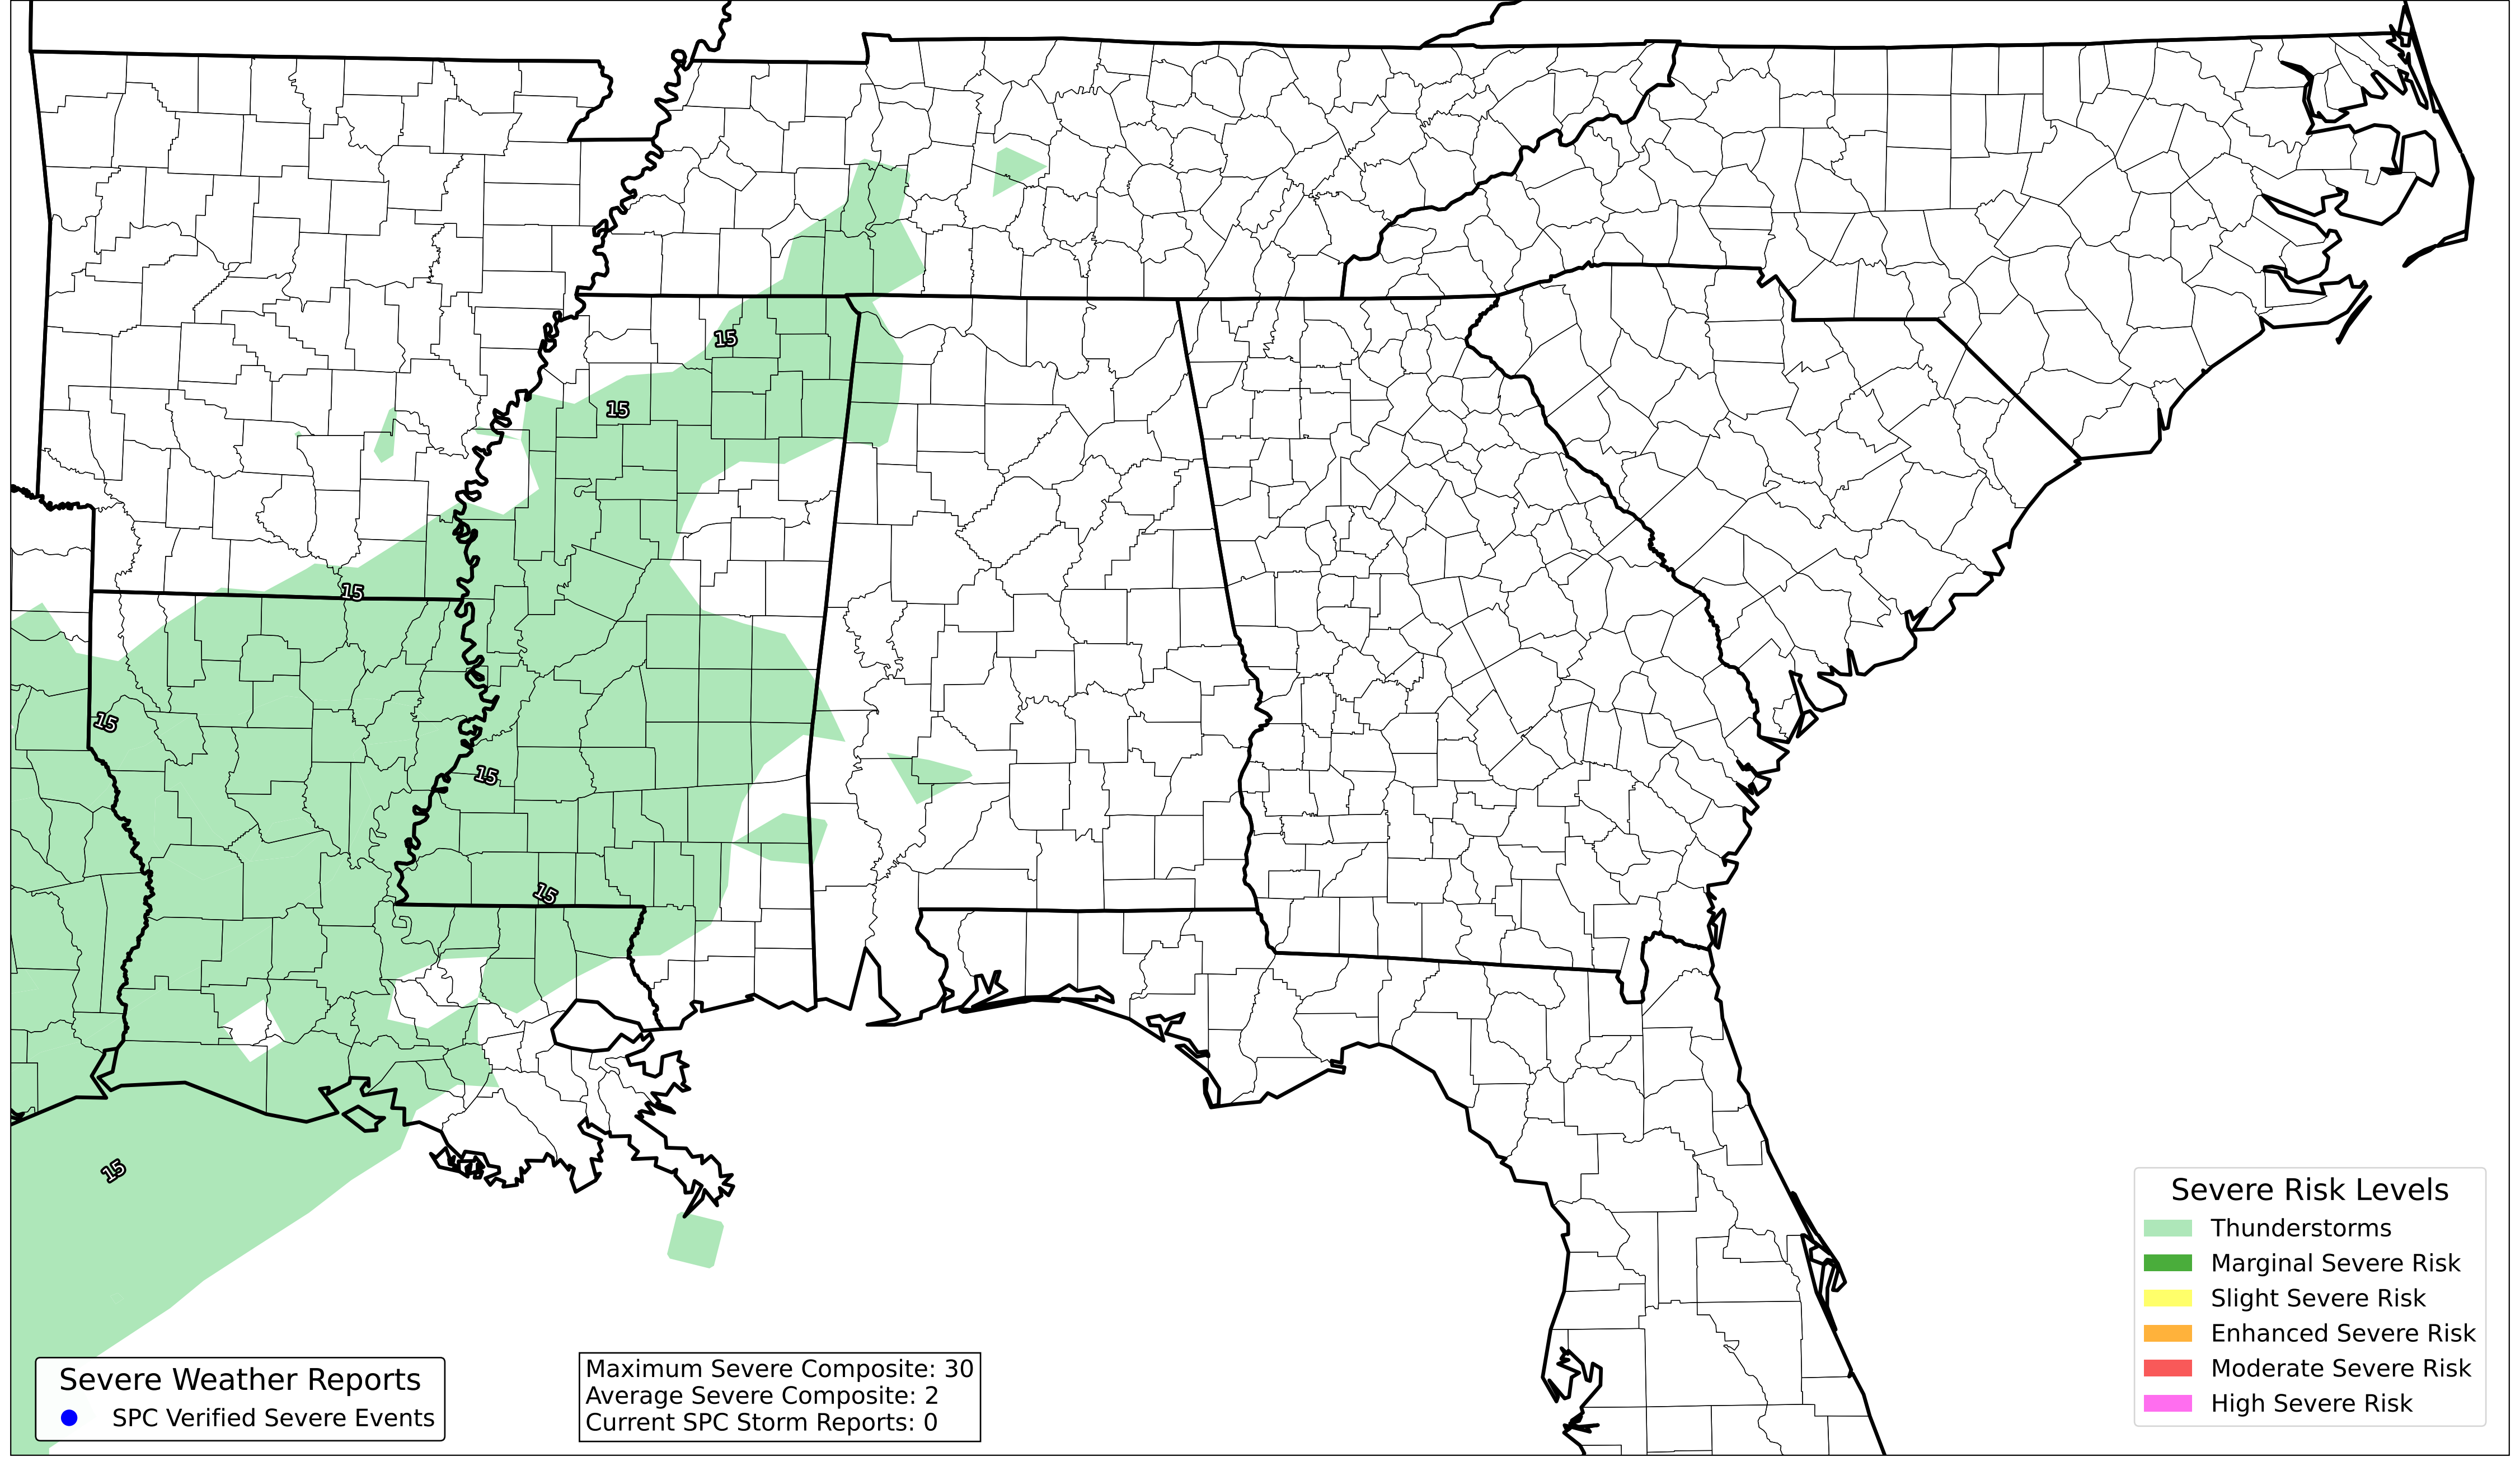 15
15
15
15
15
15
15
Severe Weather Reports
SPC Verified Severe Events
Maximum Severe Composite: 30
Average Severe Composite: 2
Current SPC Storm Reports: 0
Severe Risk Levels
Thunderstorms
Marginal Severe Risk
Slight Severe Risk
Enhanced Severe Risk
Moderate Severe Risk
High Severe Risk